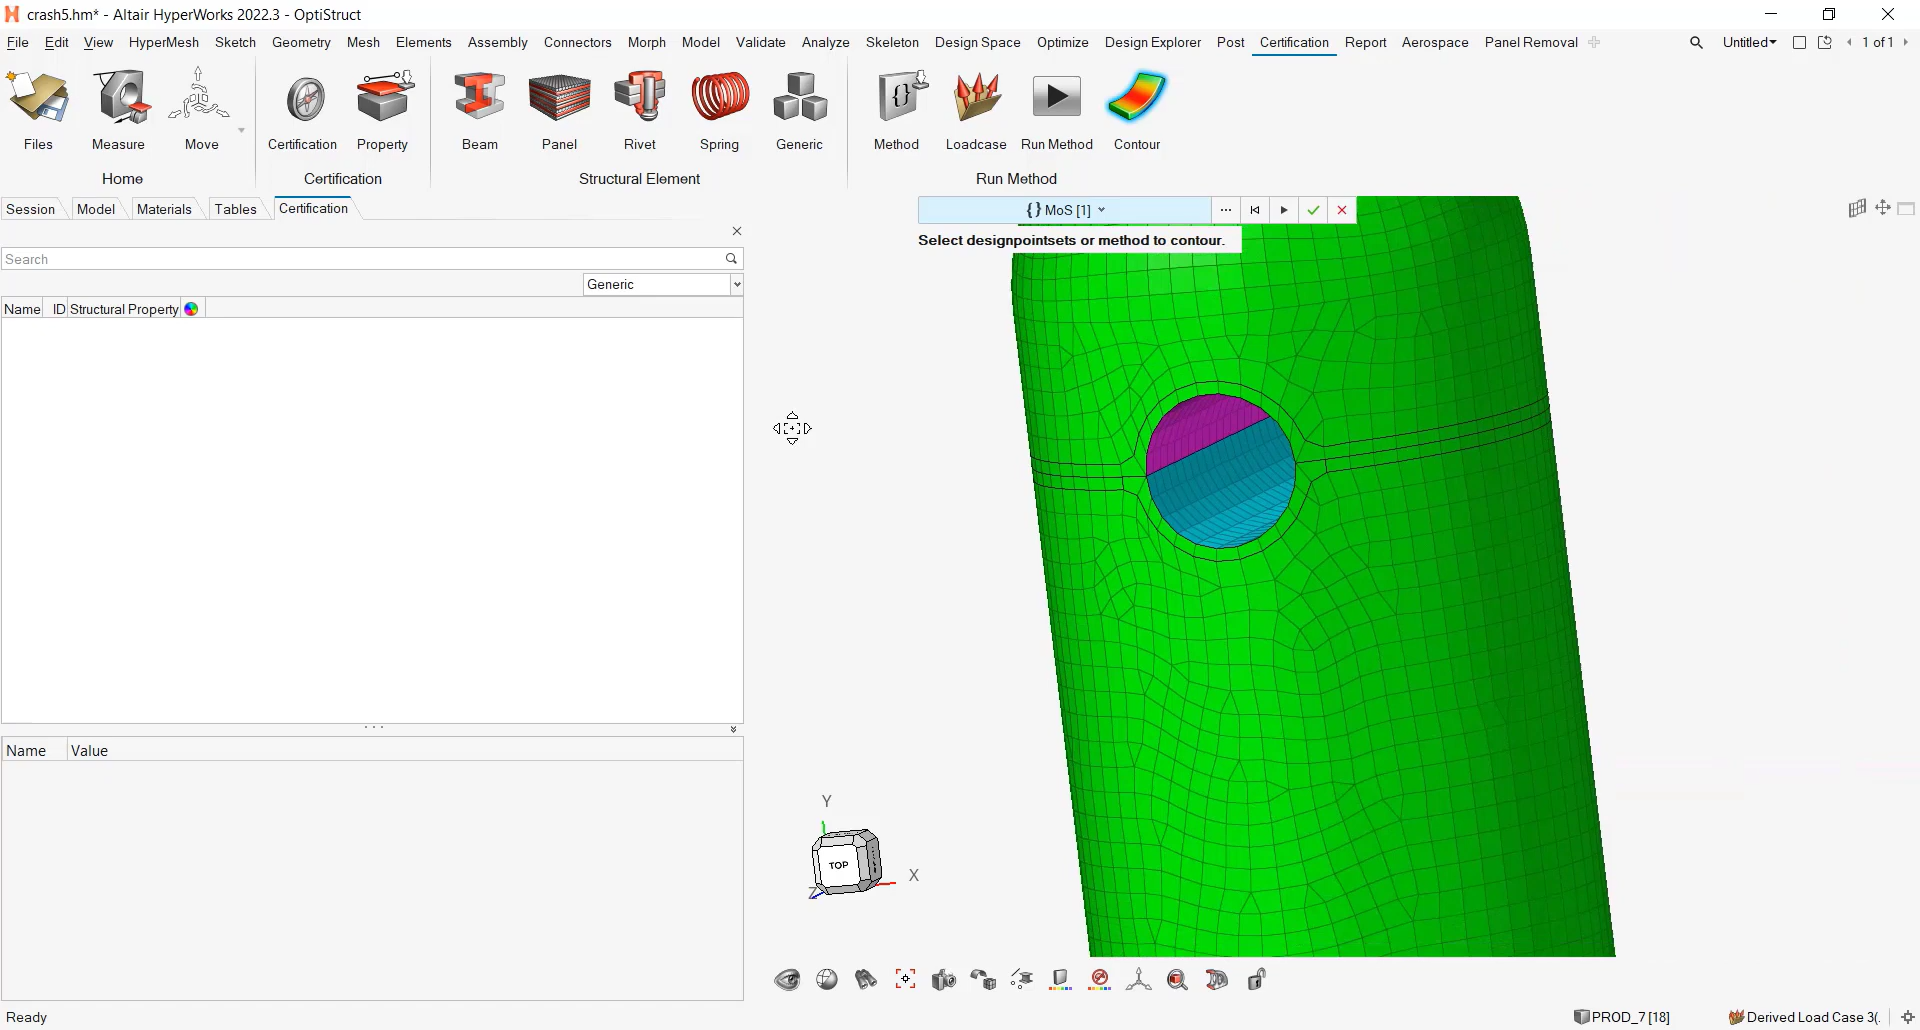 crash5.hm* - Altair HyperWorks 2022.3 - OptiStruct
File Edit View HyperMesh Sketch Geometry Mesh Elements Assembly Connectors Morph Model Validate Analyze Skeleton Design Space Optimize Design Explorer Post Certification Report Aerospace Panel Removal Untitled 1 of 1
Files Measure Move Certification Property Beam Panel Rivet Spring Generic Method Loadcase Run Method Contour
Home Certification Structural Element Run Method
Session Model Materials Tables Certification
{ } MoS [1] ...
Select designpointsets or method to contour.
Search
Generic
Name ID Structural Property
Name Value
Y
TOP
X
Z
Ready PROD_7 [18] Derived Load Case 3(.